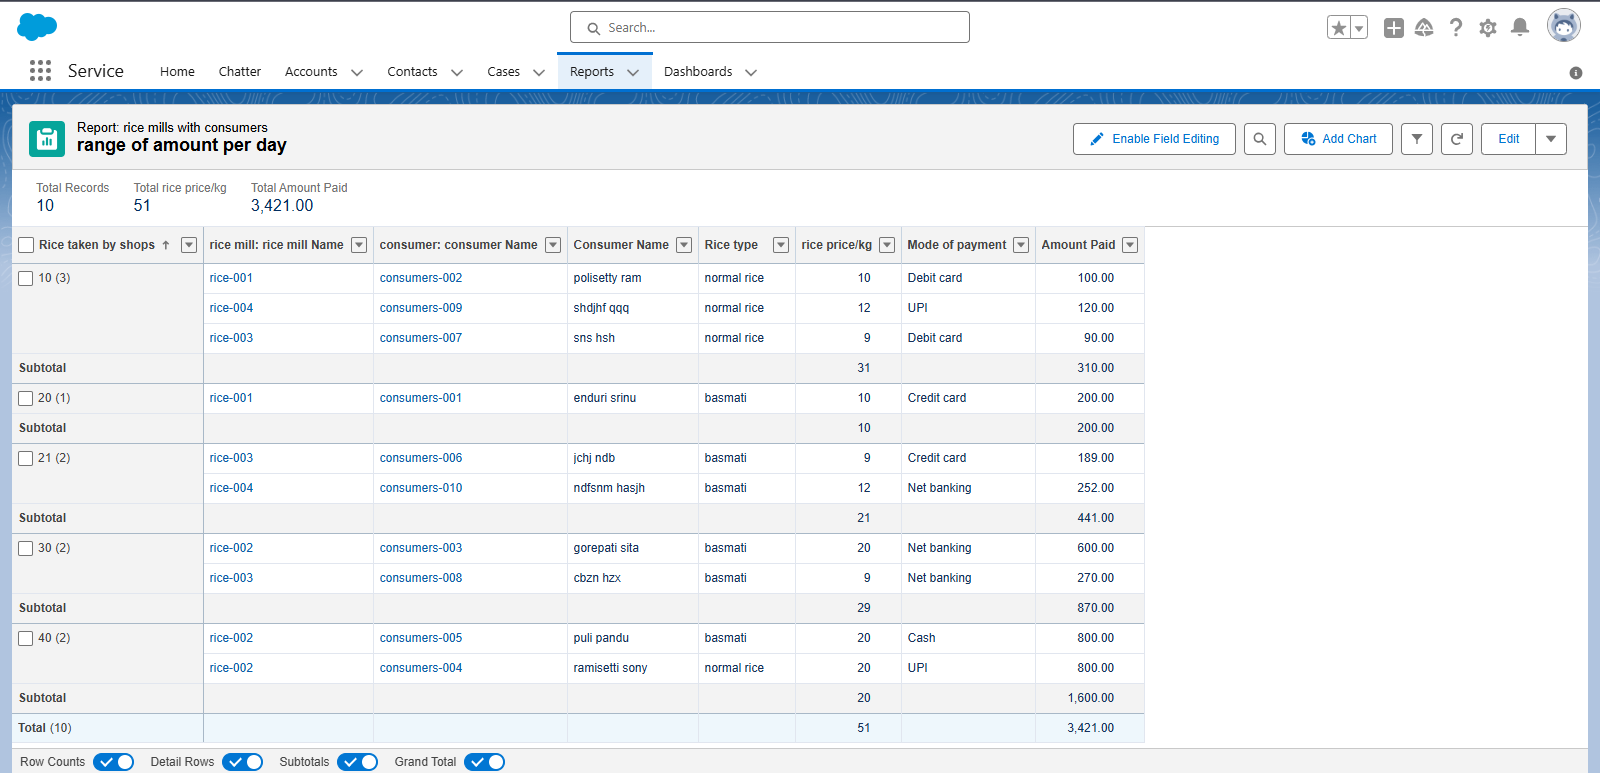 Search...
Service Home Chatter Accounts Contacts Cases Reports Dashboards
Report: rice mills with consumers
range of amount per day
Enable Field Editing Add Chart Edit
Total Records Total rice price/kg Total Amount Paid
10 51 3,421.00
Rice taken by shops ↑ rice mill: rice mill Name consumer: consumer Name Consumer Name Rice type rice price/kg Mode of payment Amount Paid
10 (3) rice-001 consumers-002 polisetty ram normal rice 10 Debit card 100.00
rice-004 consumers-009 shdjhf qqq normal rice 12 UPI 120.00
rice-003 consumers-007 sns hsh normal rice 9 Debit card 90.00
Subtotal 31 310.00
20 (1) rice-001 consumers-001 enduri srinu basmati 10 Credit card 200.00
Subtotal 10 200.00
21 (2) rice-003 consumers-006 jchj ndb basmati 9 Credit card 189.00
rice-004 consumers-010 ndfsnm hasjh basmati 12 Net banking 252.00
Subtotal 21 441.00
30 (2) rice-002 consumers-003 gorepati sita basmati 20 Net banking 600.00
rice-003 consumers-008 cbzn hzx basmati 9 Net banking 270.00
Subtotal 29 870.00
40 (2) rice-002 consumers-005 puli pandu basmati 20 Cash 800.00
rice-002 consumers-004 ramisetti sony normal rice 20 UPI 800.00
Subtotal 20 1,600.00
Total (10) 51 3,421.00
Row Counts Detail Rows Subtotals Grand Total